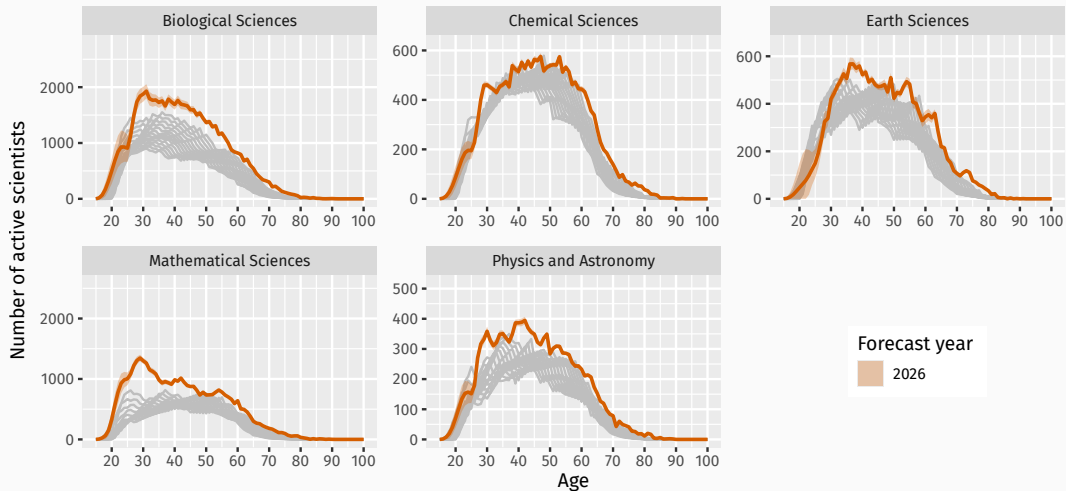 Biological Sciences
Chemical Sciences
Earth Sciences
2000
1000
0
600
400
200
0
600
400
200
0
20 30 40 50 60 70 80 90 100
20 30 40 50 60 70 80 90 100
20 30 40 50 60 70 80 90 100
Number of active scientists
Mathematical Sciences
Physics and Astronomy
2000
1000
0
500
400
300
200
100
0
20 30 40 50 60 70 80 90 100
20 30 40 50 60 70 80 90 100
Age
Forecast year
2026